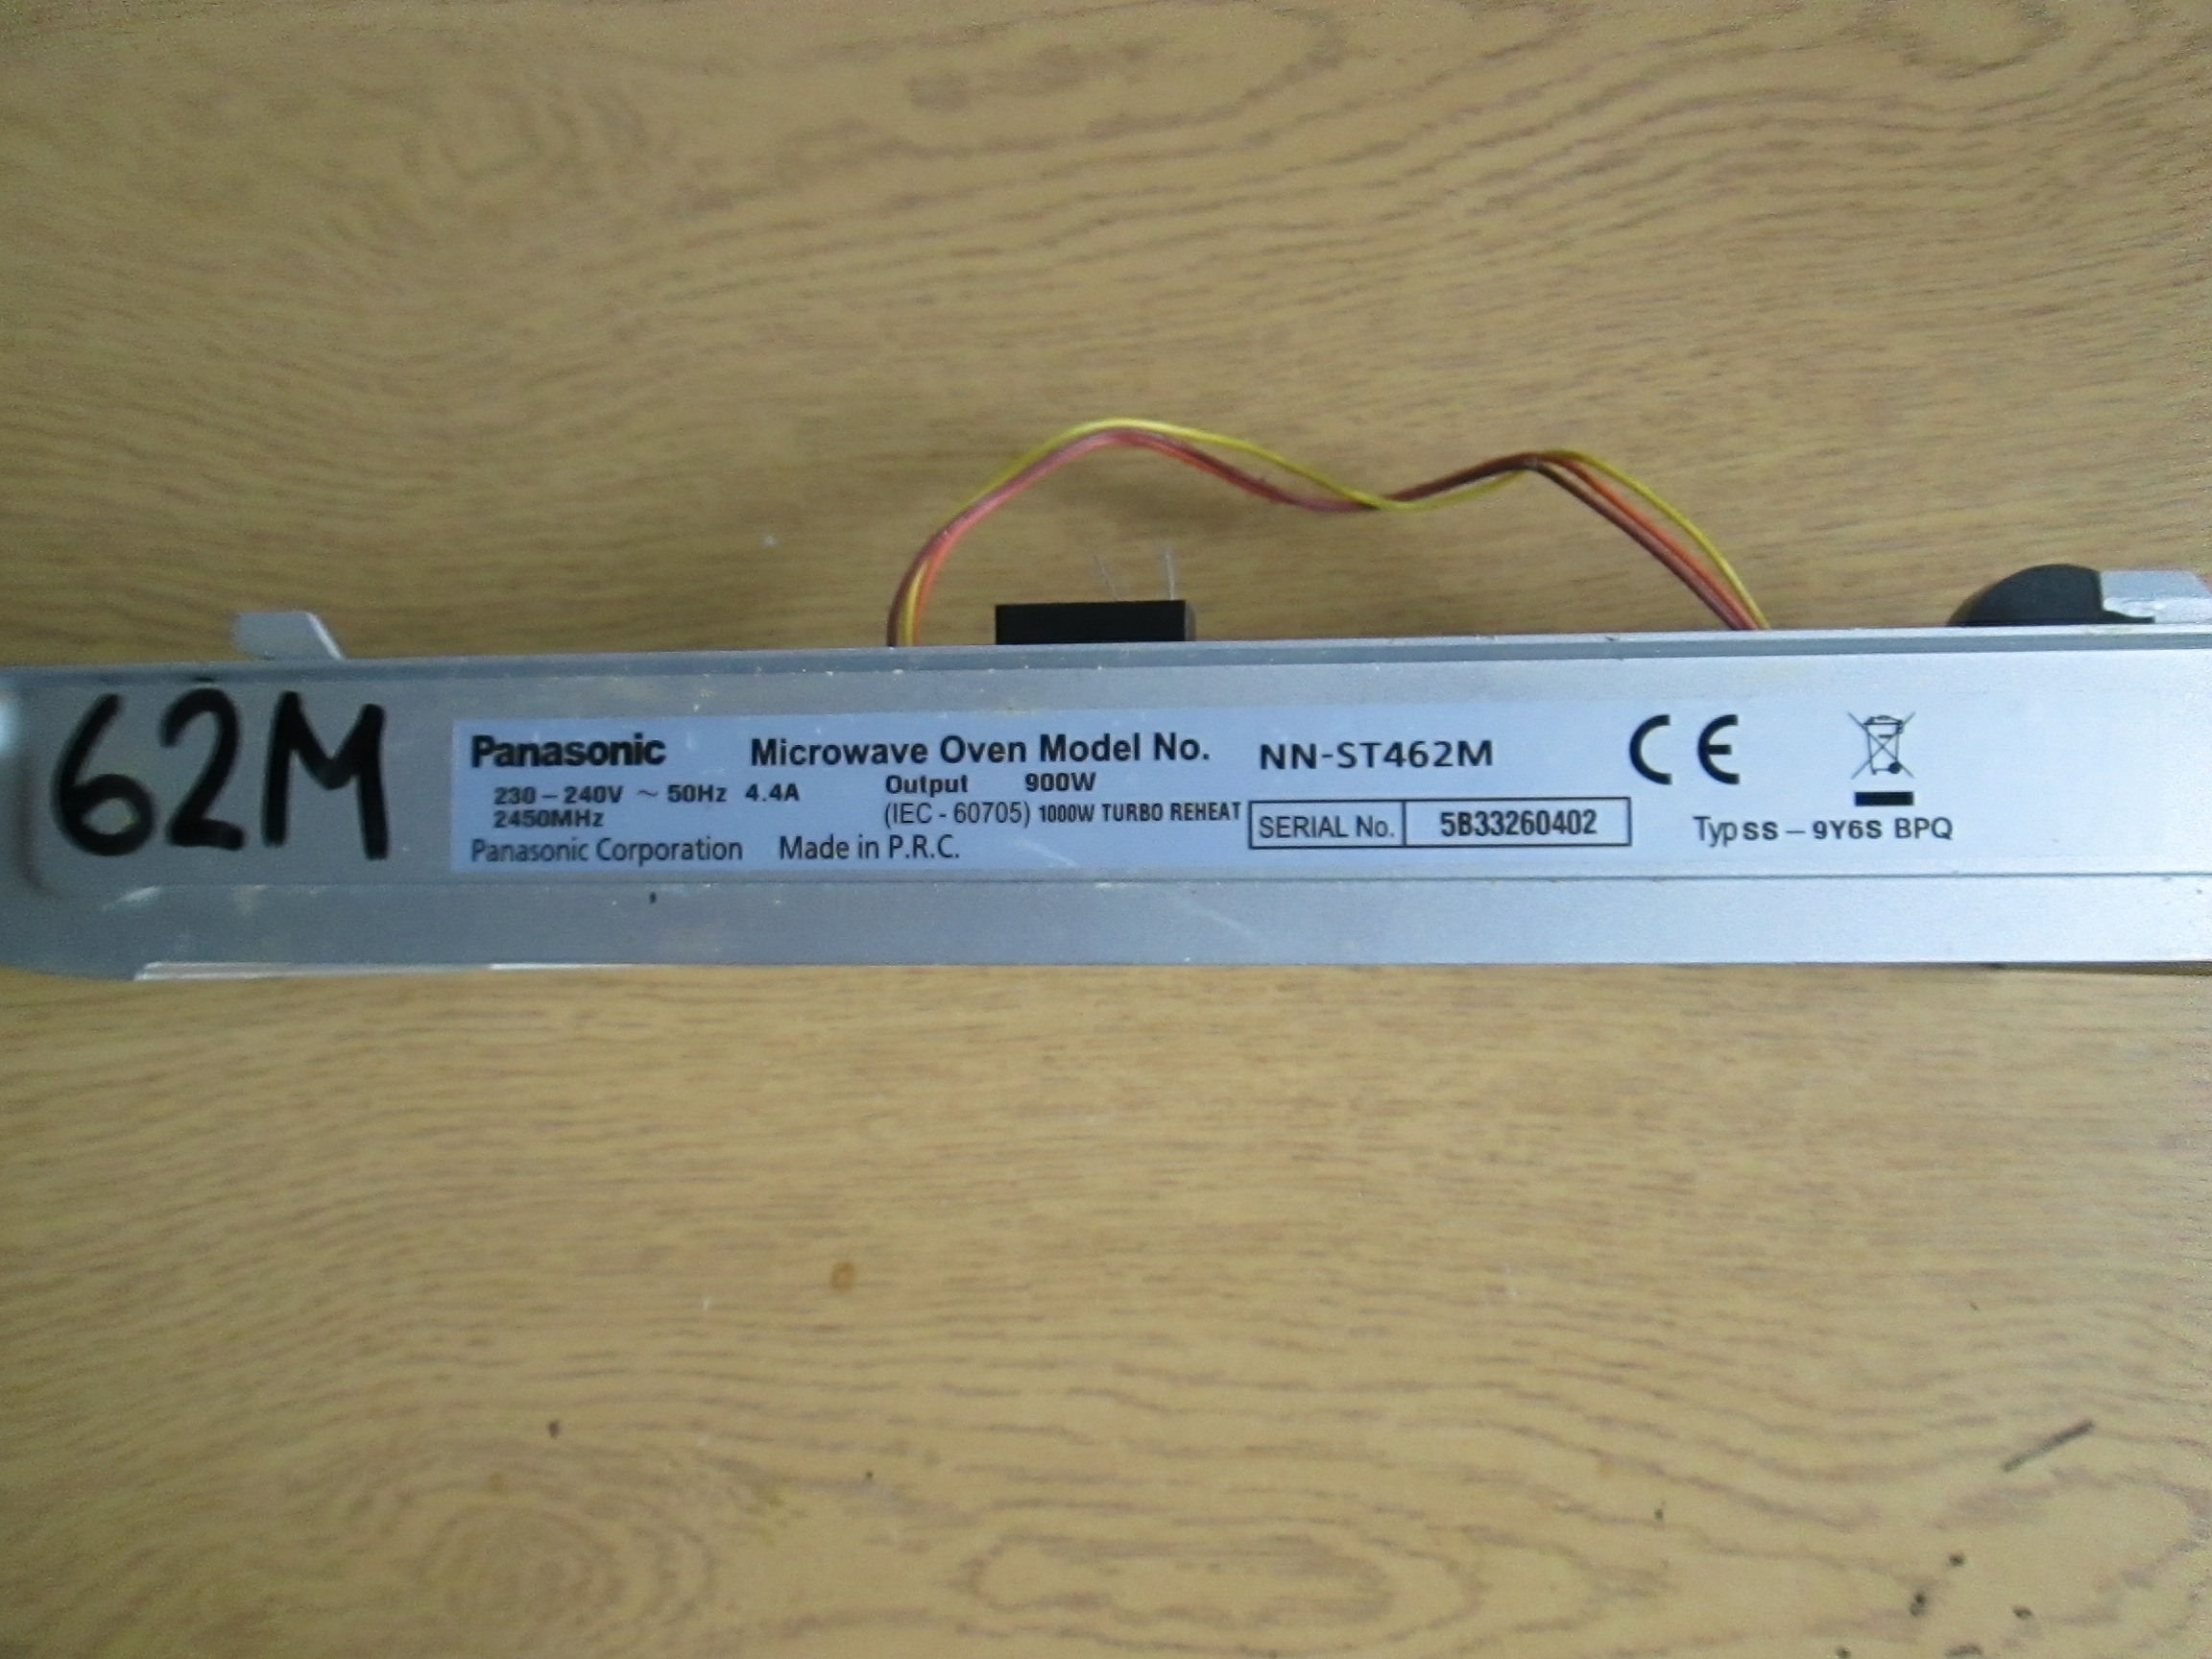 62M
Panasonic Microwave Oven Model No. NN-ST462M CE
230-240V ~ 50Hz 4.4A Output 900W
2450MHz (IEC - 60705) 1000W TURBO REHEAT SERIAL No. 5B33260402 Typ SS - 9Y6S BPQ
Panasonic Corporation Made in P.R.C.